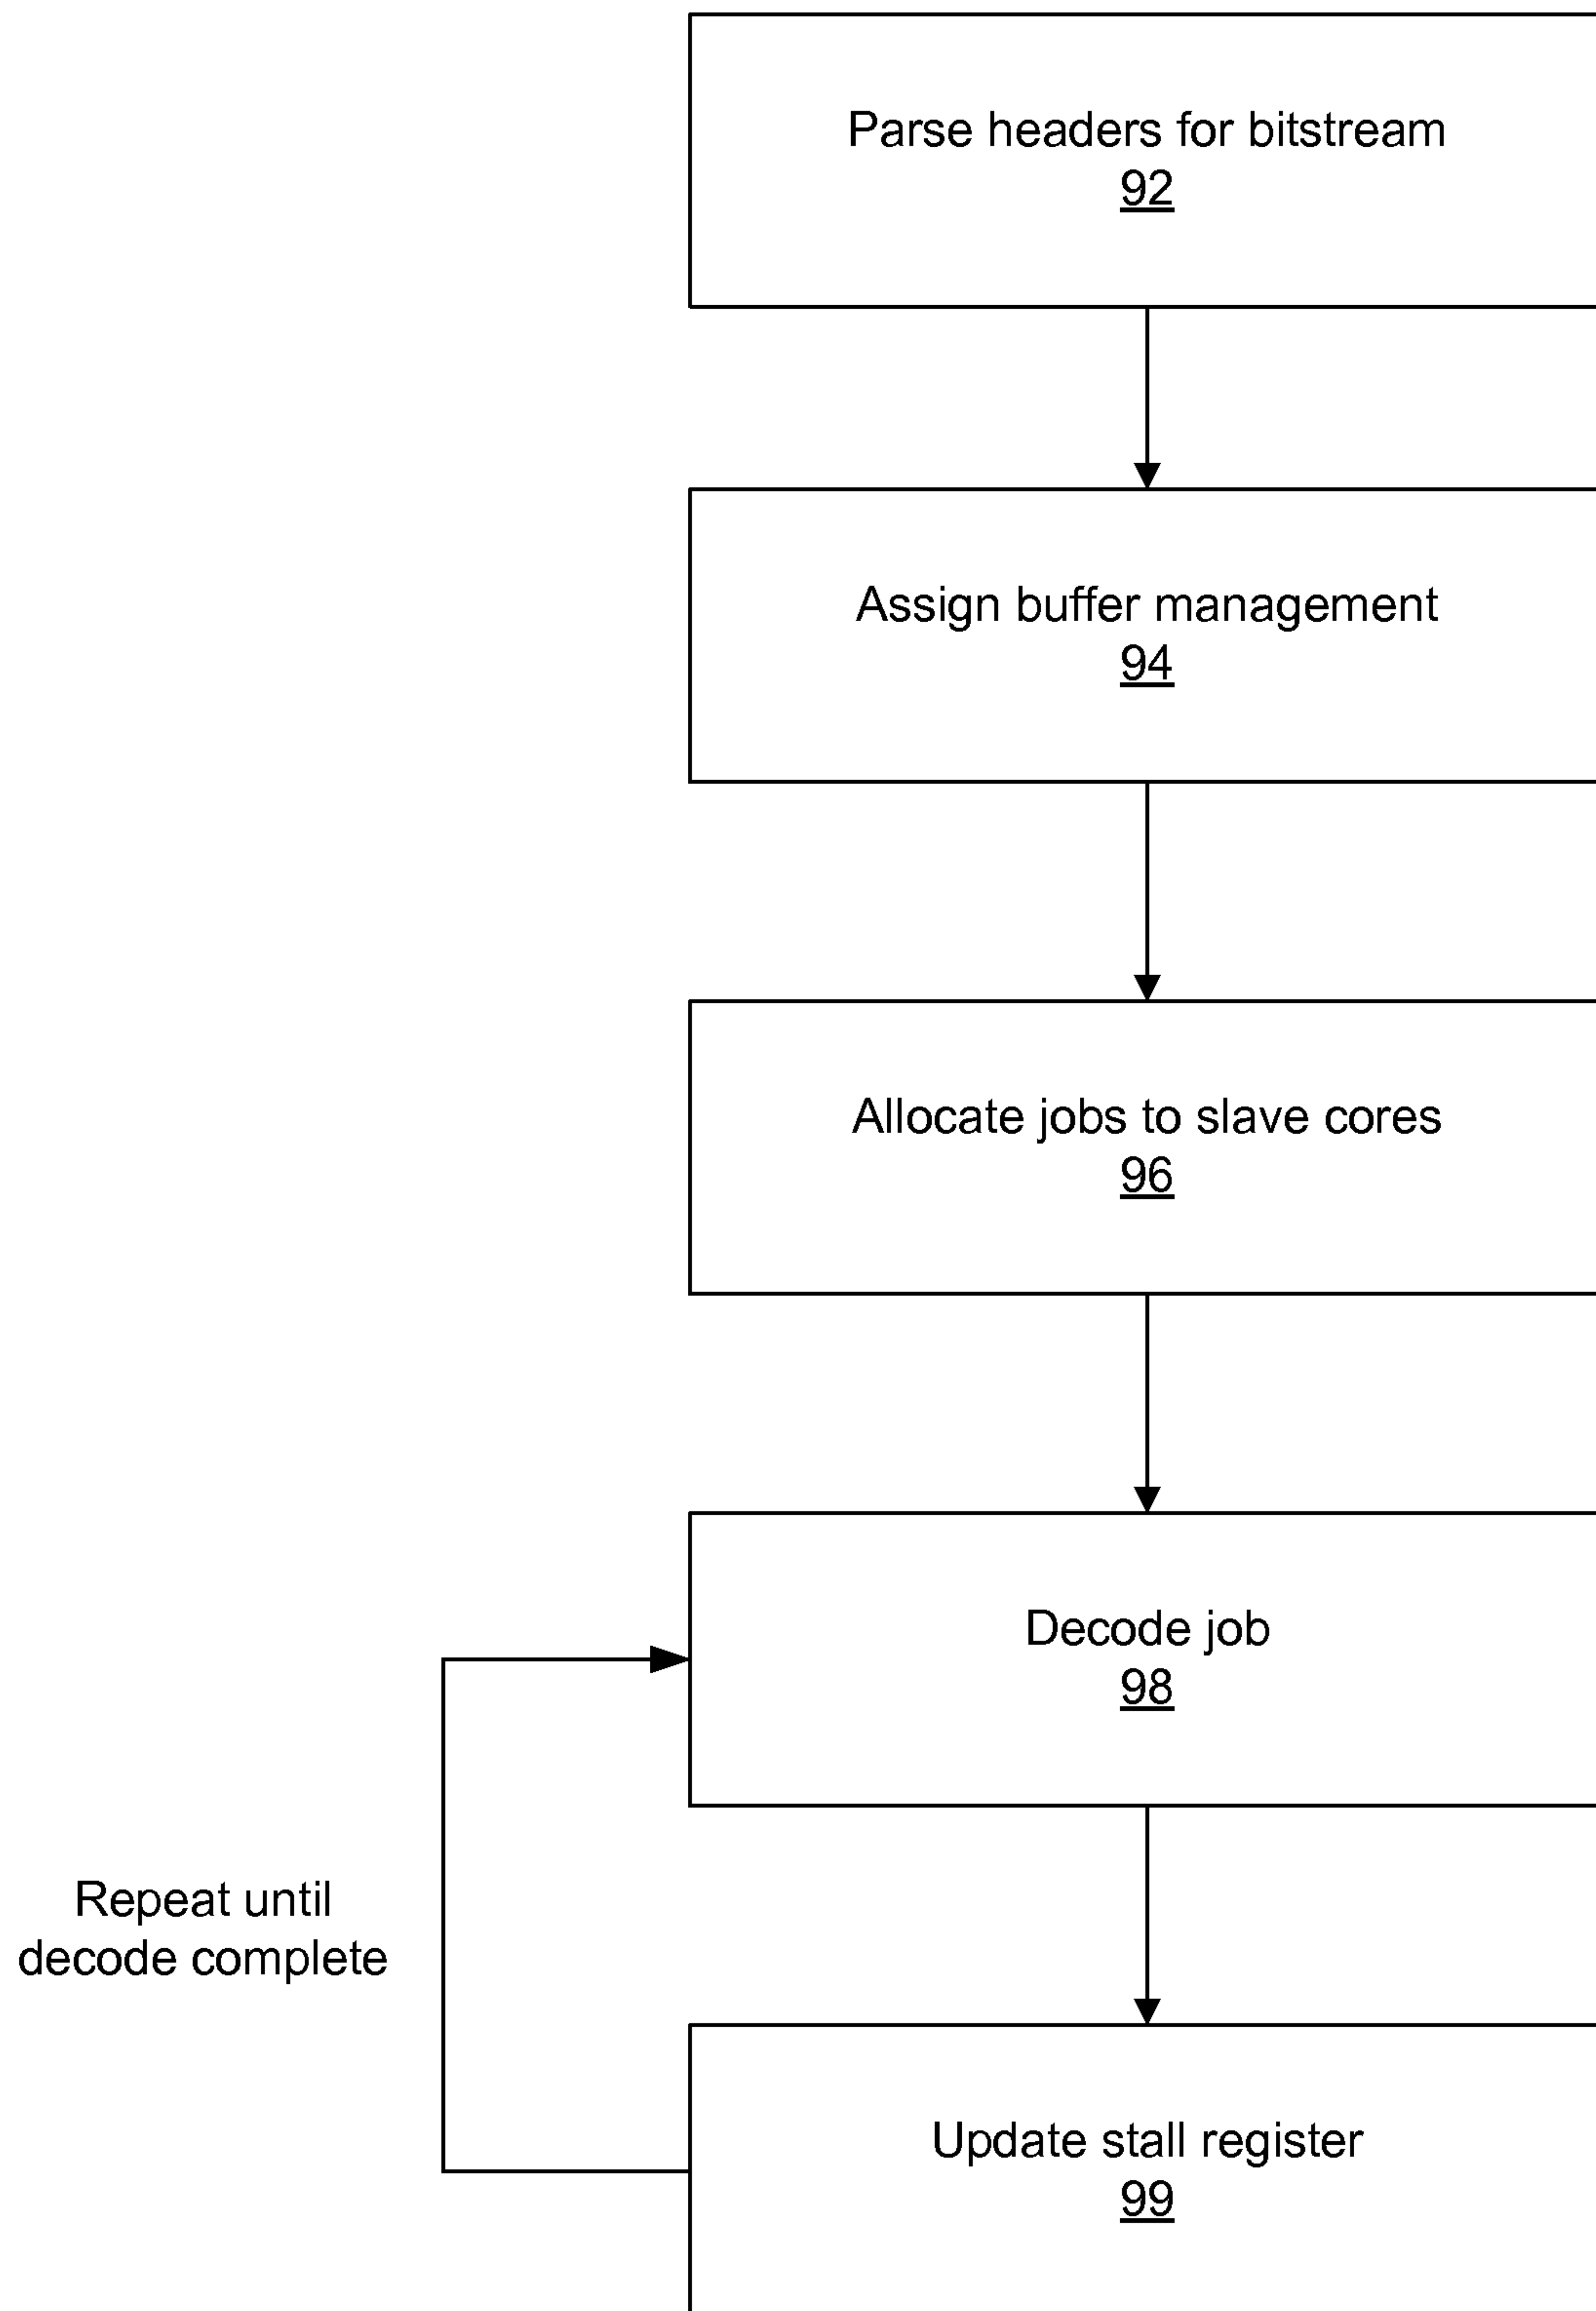 Parse headers for bitstream
92
Assign buffer management
94
Allocate jobs to slave cores
96
Decode job
98
Repeat until
decode complete
Update stall register
99